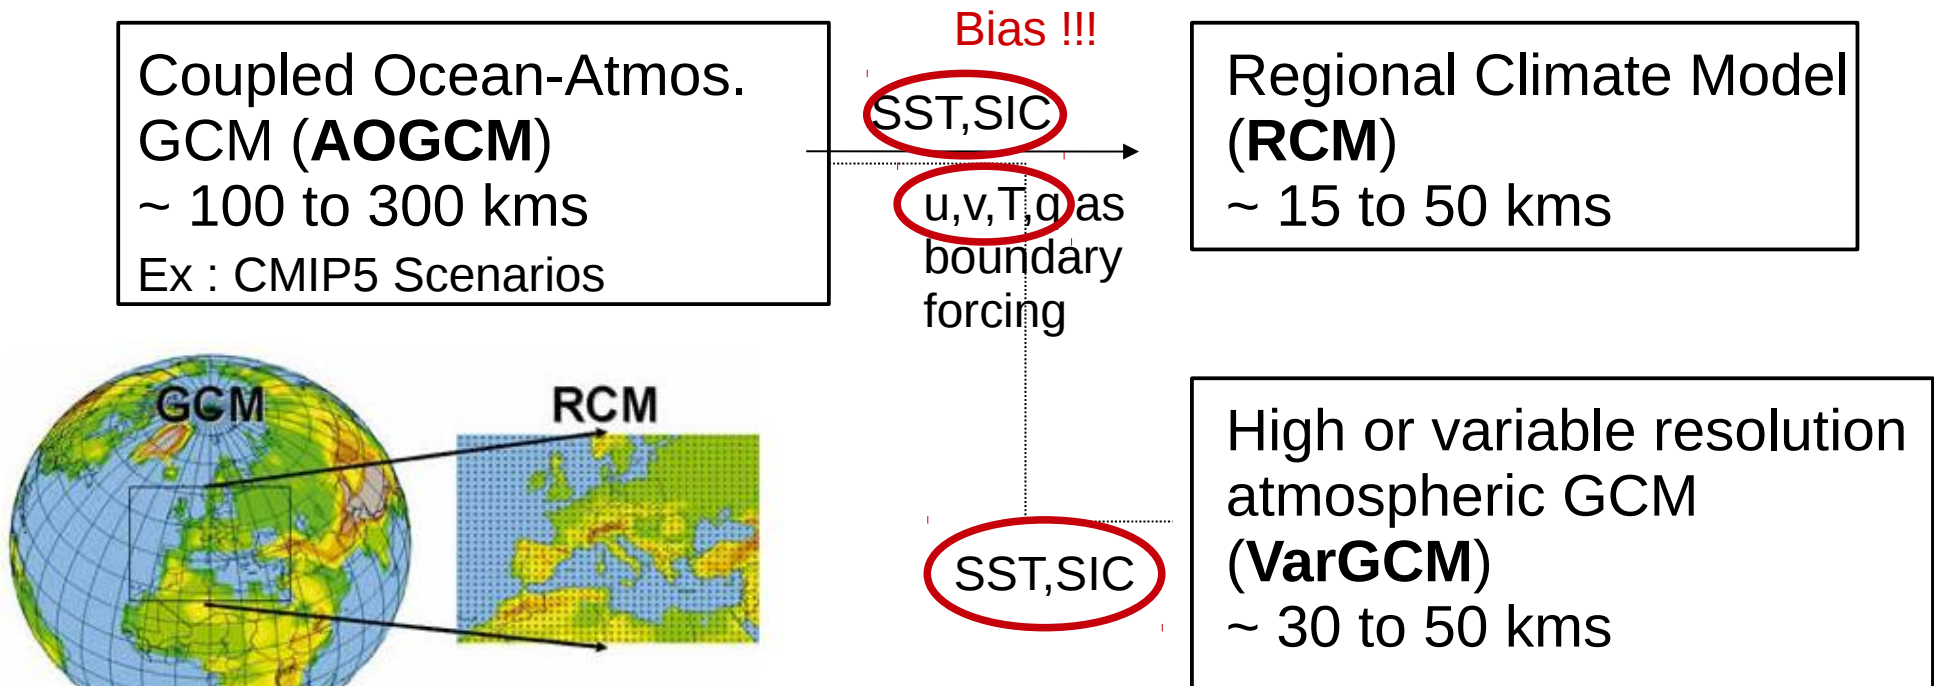 Bias !!!
Coupled Ocean-Atmos.
GCM (AOGCM)
~ 100 to 300 kms
Ex : CMIP5 Scenarios
SST,SIC
u,v,T,q as
boundary
forcing
Regional Climate Model
(RCM)
~ 15 to 50 kms
GCM
RCM
SST,SIC
High or variable resolution
atmospheric GCM
(VarGCM)
~ 30 to 50 kms